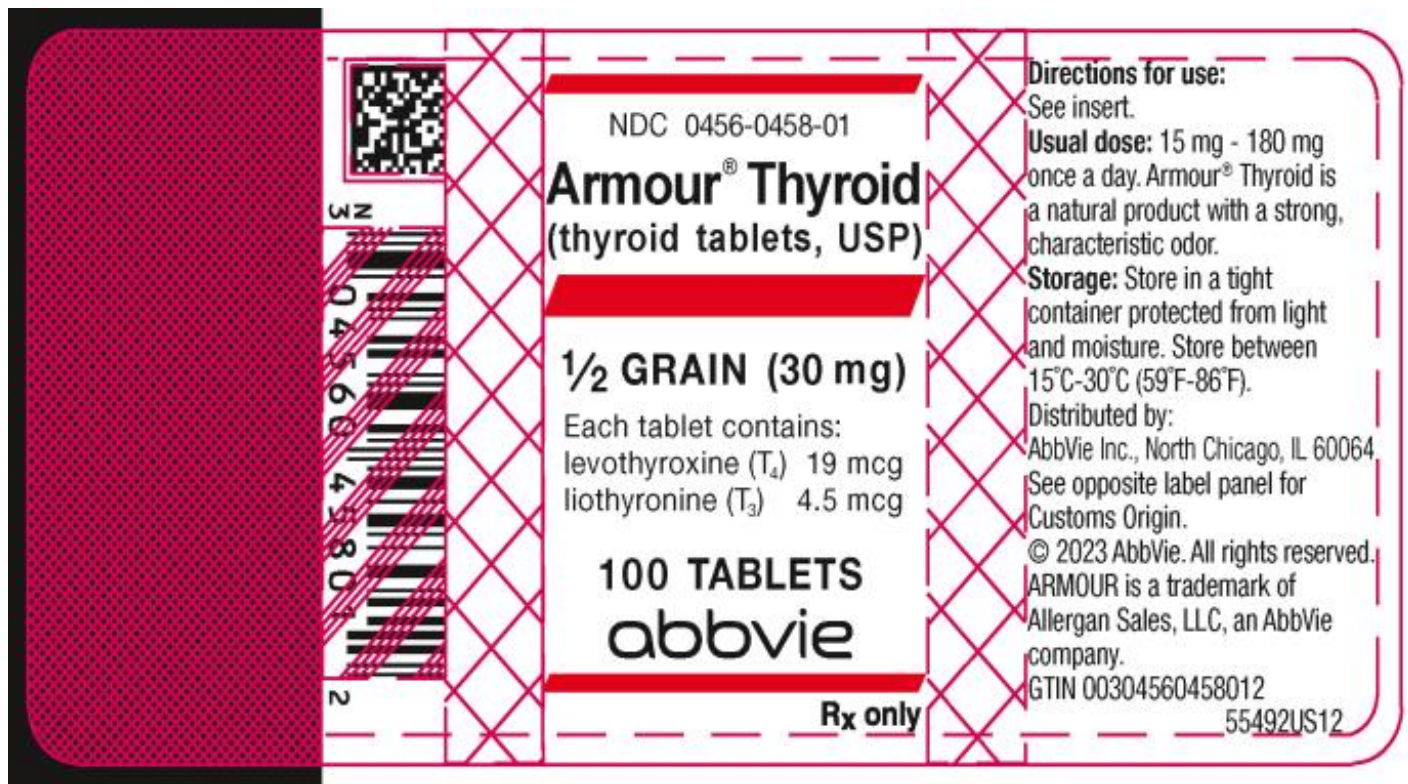 N
3
04560 45801
2
NDC 0456-0458-01
Armour® Thyroid
(thyroid tablets, USP)
½ GRAIN (30 mg)
Each tablet contains:
levothyroxine (T₄) 19 mcg
liothyronine (T₃) 4.5 mcg
100 TABLETS
abbvie
Rx only
Directions for use:
See insert.
Usual dose: 15 mg - 180 mg
once a day. Armour® Thyroid is
a natural product with a strong,
characteristic odor.
Storage: Store in a tight
container protected from light
and moisture. Store between
15°C-30°C (59°F-86°F).
Distributed by:
AbbVie Inc., North Chicago, IL 60064
See opposite label panel for
Customs Origin.
© 2023 AbbVie. All rights reserved.
ARMOUR is a trademark of
Allergan Sales, LLC, an AbbVie
company.
GTIN 00304560458012
55492US12